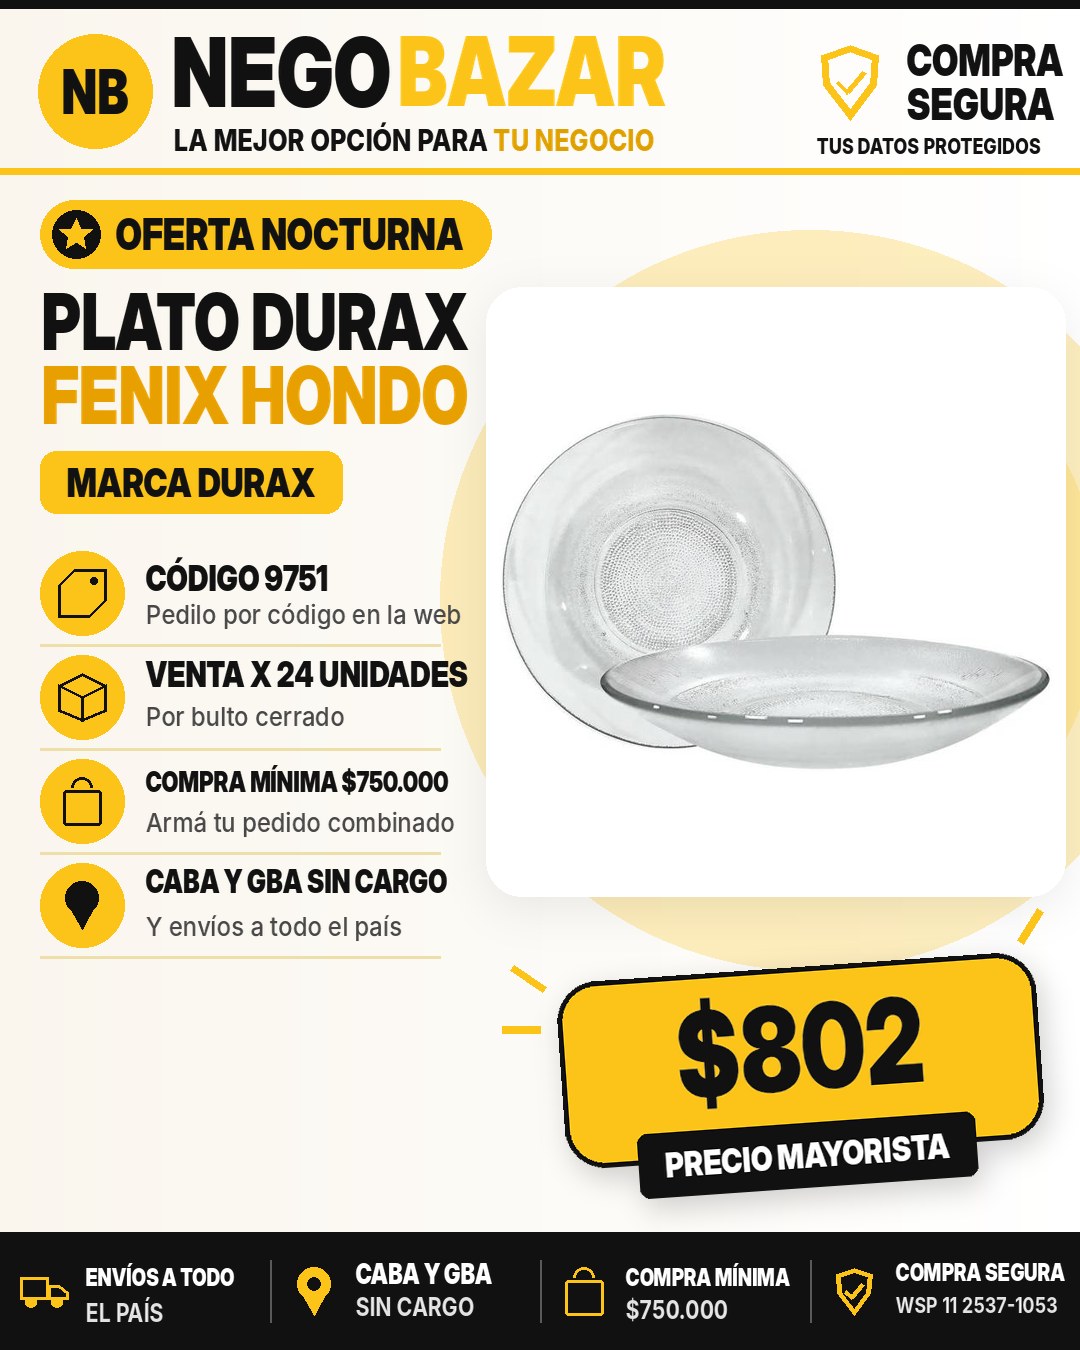 NB
NEGOBAZAR
LA MEJOR OPCIÓN PARA TU NEGOCIO
COMPRA
SEGURA
TUS DATOS PROTEGIDOS
OFERTA NOCTURNA
PLATO DURAX
FENIX HONDO
MARCA DURAX
CÓDIGO 9751
Pedilo por código en la web
VENTA X 24 UNIDADES
Por bulto cerrado
COMPRA MÍNIMA $750.000
Armá tu pedido combinado
CABA Y GBA SIN CARGO
Y envíos a todo el país
$802
PRECIO MAYORISTA
ENVÍOS A TODO
EL PAÍS
CABA Y GBA
SIN CARGO
COMPRA MÍNIMA
$750.000
COMPRA SEGURA
WSP 11 2537-1053